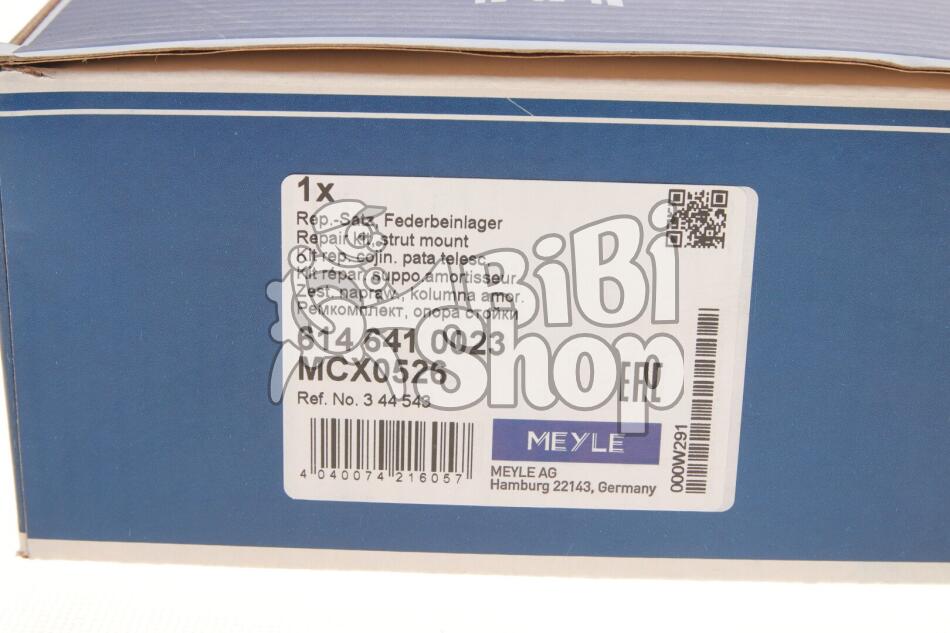 1x
Rep.-Satz, Federbeinlager
Repair kit, strut mount
Kit rep. cojin. pata telesc.
Kit répar. suppo.amortisseur
Zest. napraw., kolumna amor.
Ремкомплект, опора стойки
614 641 0023
MCX0526
Ref. No. 3 44 543
4 040074 216057
MEYLE
MEYLE AG
Hamburg 22143, Germany
EAC
000W291
BiBi
Shop